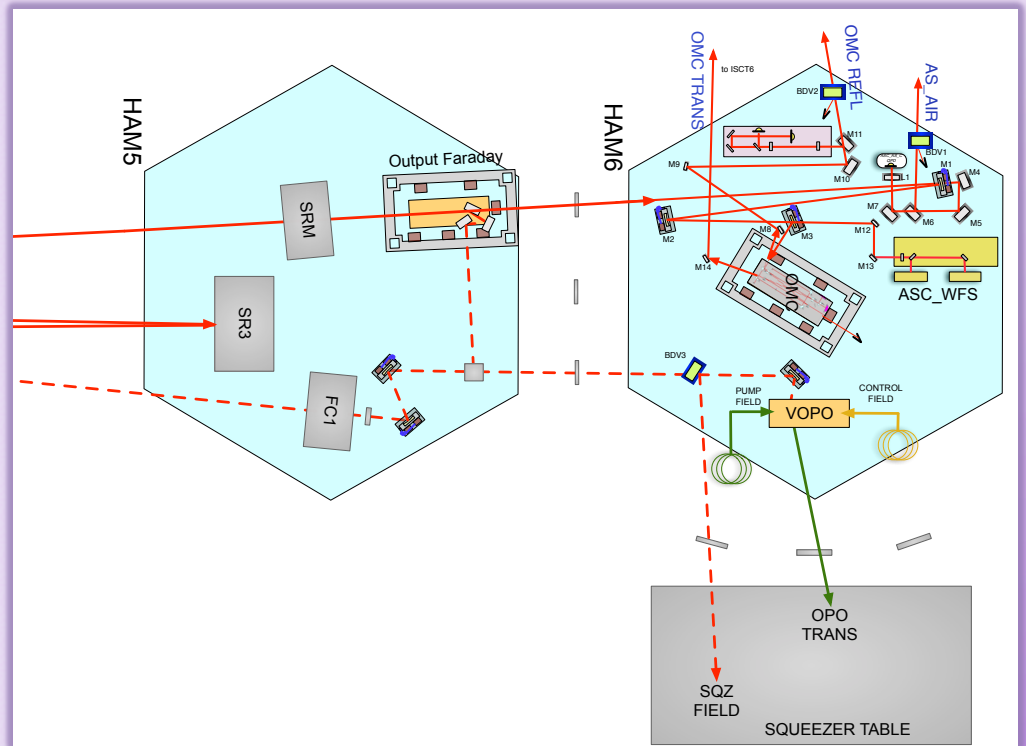 OMC TRANS
to ISCT6
OMC REFL
AS_AIR
BDV2
BDV1
HAM5
HAM6
Output Faraday
M11
M10
M9
M1
M4
L1
M7
M6
M5
SRM
M2
M8
M3
M12
M13
M14
OMC
ASC_WFS
SR3
BDV3
FC1
PUMP
FIELD
CONTROL
FIELD
VOPO
OPO
TRANS
SQZ
FIELD
SQUEEZER TABLE